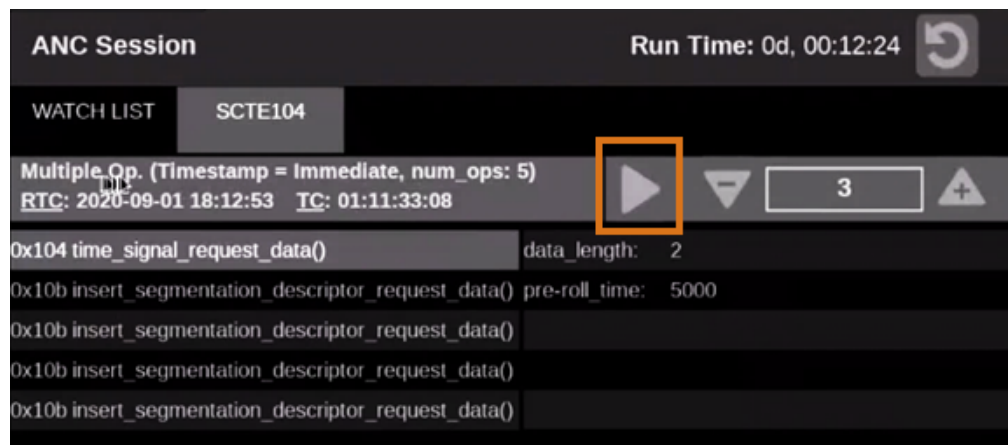 ANC Session Run Time: 0d, 00:12:24
WATCH LIST SCTE104
Multiple Op. (Timestamp = Immediate, num_ops: 5)
RTC: 2020-09-01 18:12:53 TC: 01:11:33:08
3
0x104 time_signal_request_data() data_length: 2
0x10b insert_segmentation_descriptor_request_data() pre-roll_time: 5000
0x10b insert_segmentation_descriptor_request_data()
0x10b insert_segmentation_descriptor_request_data()
0x10b insert_segmentation_descriptor_request_data()